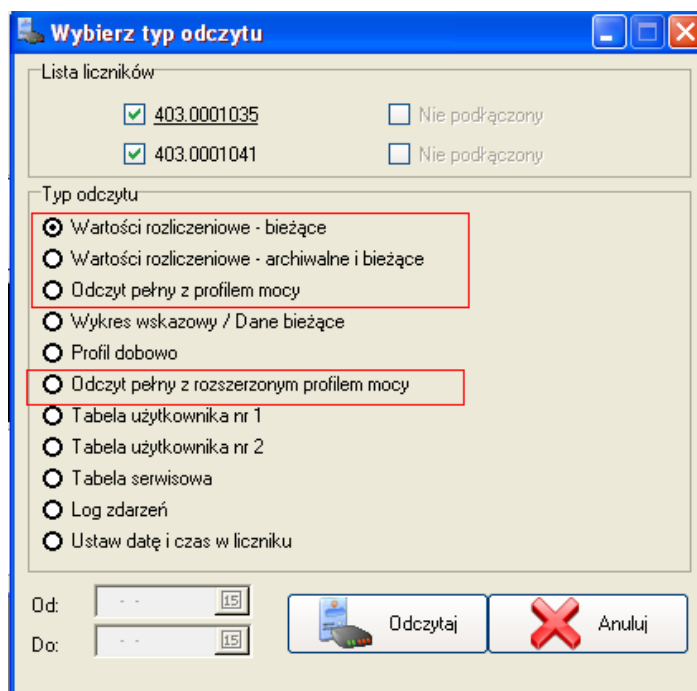 Wybierz typ odczytu
Lista liczników
403.0001035 Nie podłączony
403.0001041 Nie podłączony
Typ odczytu
Wartości rozliczeniowe - bieżące
Wartości rozliczeniowe - archiwalne i bieżące
Odczyt pełny z profilem mocy
Wykres wskazowy / Dane bieżące
Profil dobowo
Odczyt pełny z rozszerzonym profilem mocy
Tabela użytkownika nr 1
Tabela użytkownika nr 2
Tabela serwisowa
Log zdarzeń
Ustaw datę i czas w liczniku
Od: - - 15
Do: - - 15
Odczytaj Anuluj